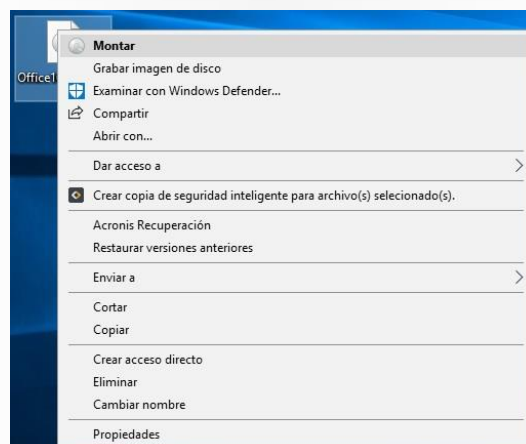 Montar
Grabar imagen de disco
Office1
Examinar con Windows Defender...
Compartir
Abrir con...
Dar acceso a
Crear copia de seguridad inteligente para archivo(s) selecionado(s).
Acronis Recuperación
Restaurar versiones anteriores
Enviar a
Cortar
Copiar
Crear acceso directo
Eliminar
Cambiar nombre
Propiedades